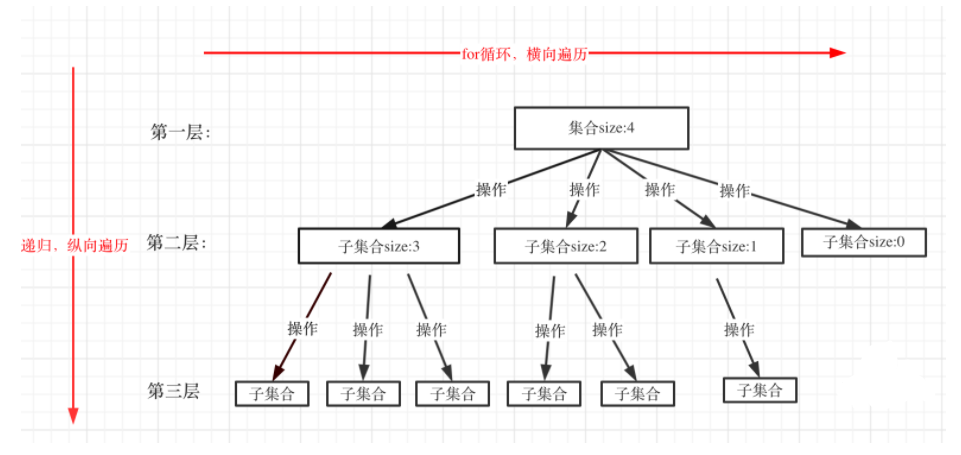 for循环，横向遍历
第一层：
集合size:4
操作
操作
操作
操作
递归，纵向遍历
第二层：
子集合size:3
子集合size:2
子集合size:1
子集合size:0
操作
操作
操作
操作
操作
操作
第三层
子集合
子集合
子集合
子集合
子集合
子集合